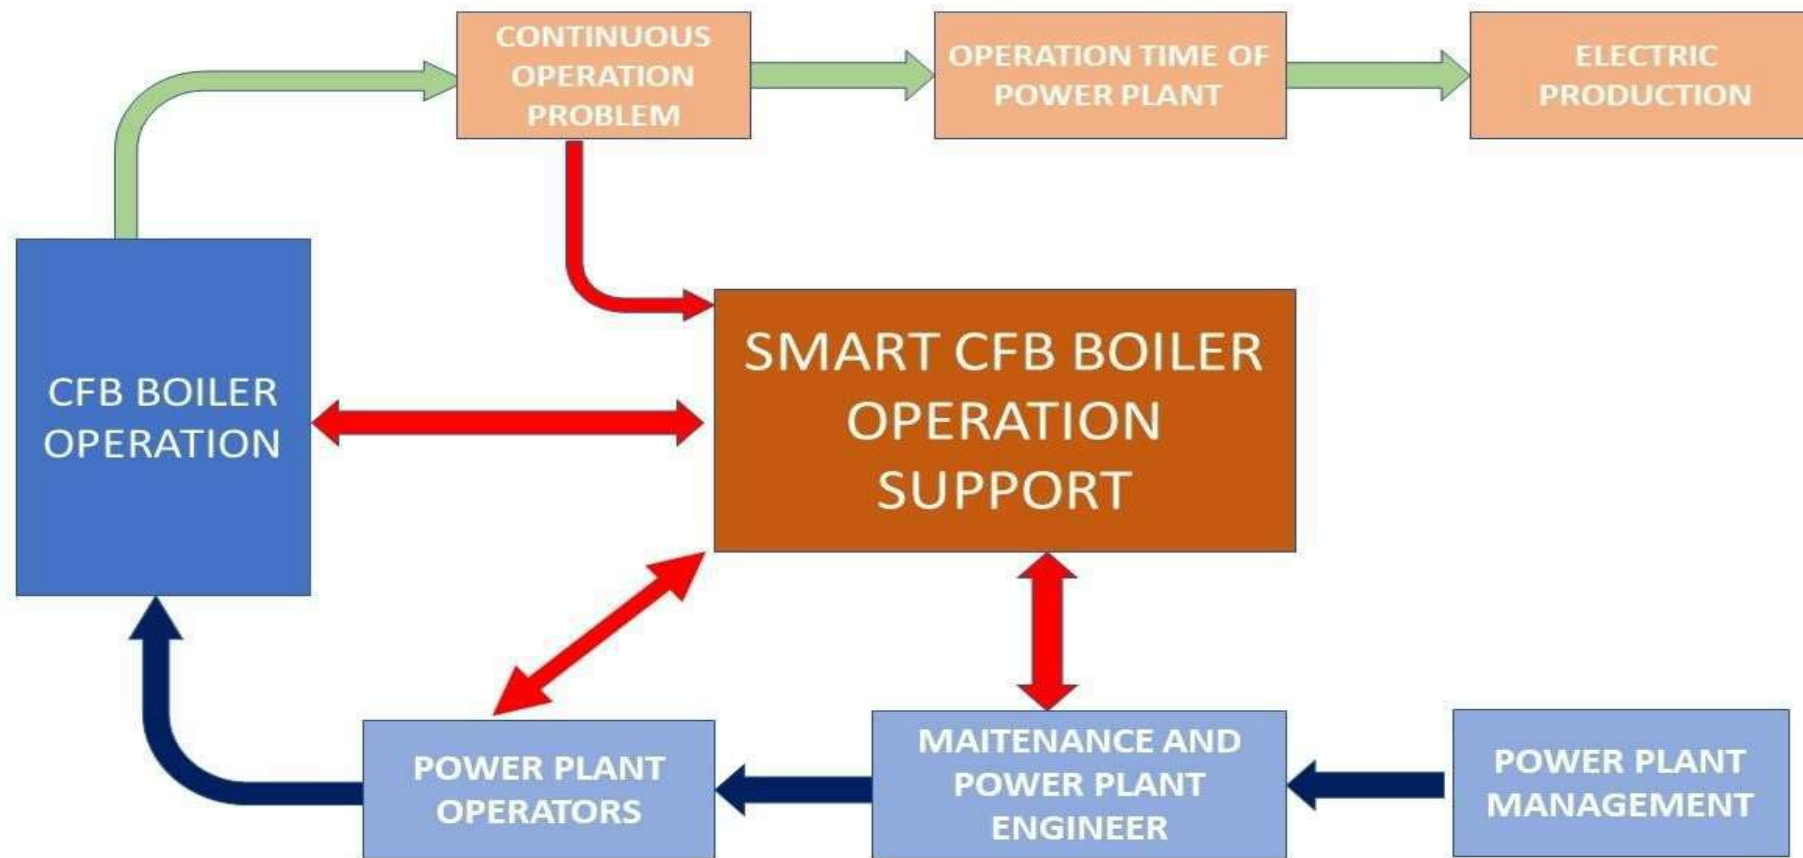 CONTINUOUS
OPERATION
PROBLEM
OPERATION TIME OF
POWER PLANT
ELECTRIC
PRODUCTION
CFB BOILER
OPERATION
SMART CFB BOILER
OPERATION
SUPPORT
POWER PLANT
OPERATORS
MAITENANCE AND
POWER PLANT
ENGINEER
POWER PLANT
MANAGEMENT